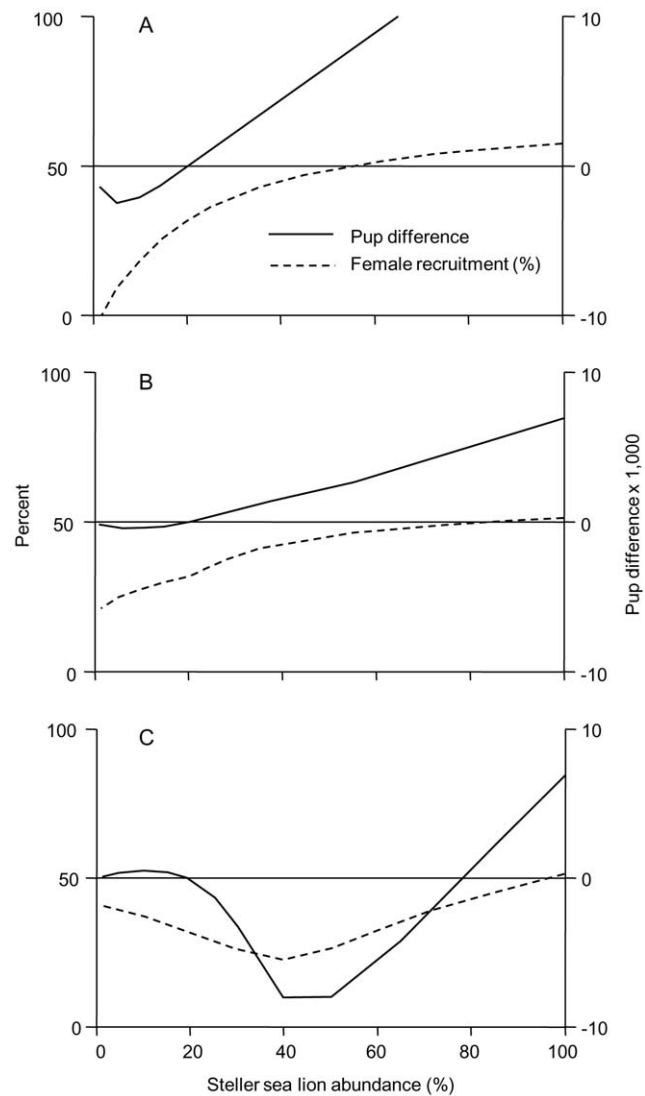 A
100
50
0
10
0
-10
Pup difference
Female recruitment (%)
B
100
50
0
10
0
-10
Percent
Pup difference x 1,000
C
100
50
0
10
0
-10
0 20 40 60 80 100
Steller sea lion abundance (%)